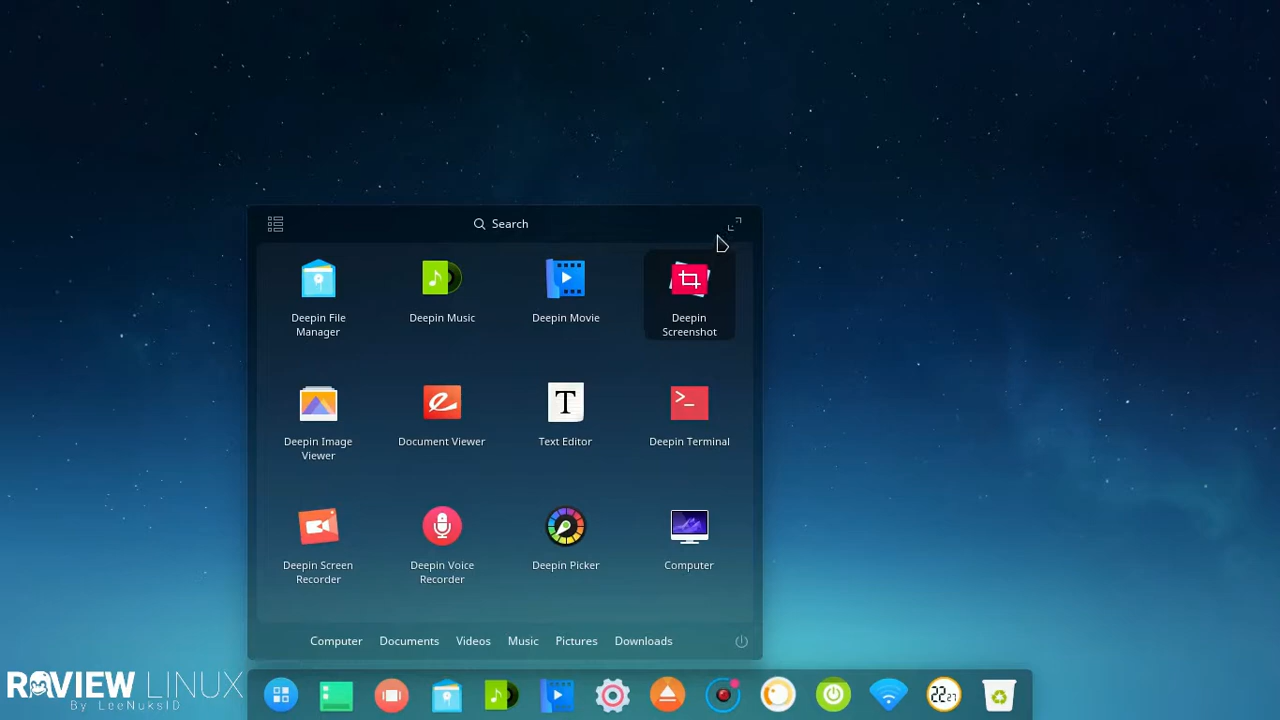 Search
Deepin File
Manager
Deepin Music
Deepin Movie
Deepin
Screenshot
Deepin Image
Viewer
Document Viewer
T
Text Editor
>_
Deepin Terminal
Deepin Screen
Recorder
Deepin Voice
Recorder
Deepin Picker
Computer
Computer Documents Videos Music Pictures Downloads
REVIEW LINUX
By LeeNuksID
22 27